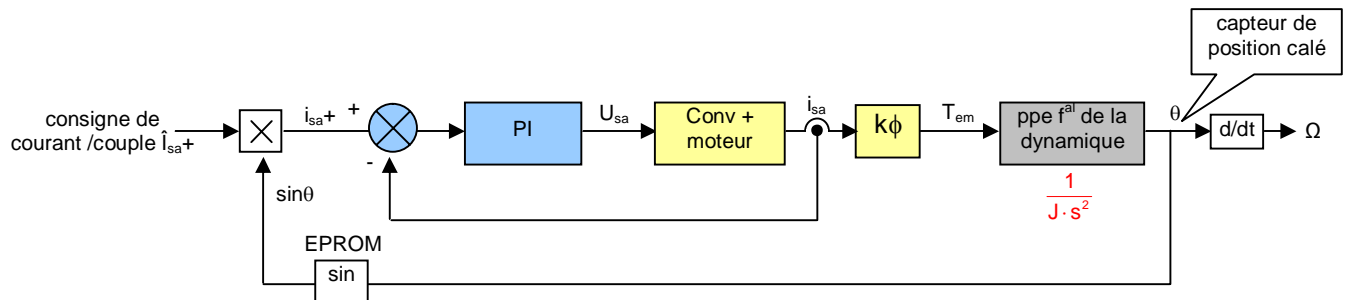 capteur de
position calé
consigne de
courant /couple Îsa+
×
isa+
+
-
PI
Usa
Conv +
moteur
isa
kϕ
Tem
ppe fal de la
dynamique
1
J · s²
θ
d/dt
Ω
sinθ
EPROM
sin